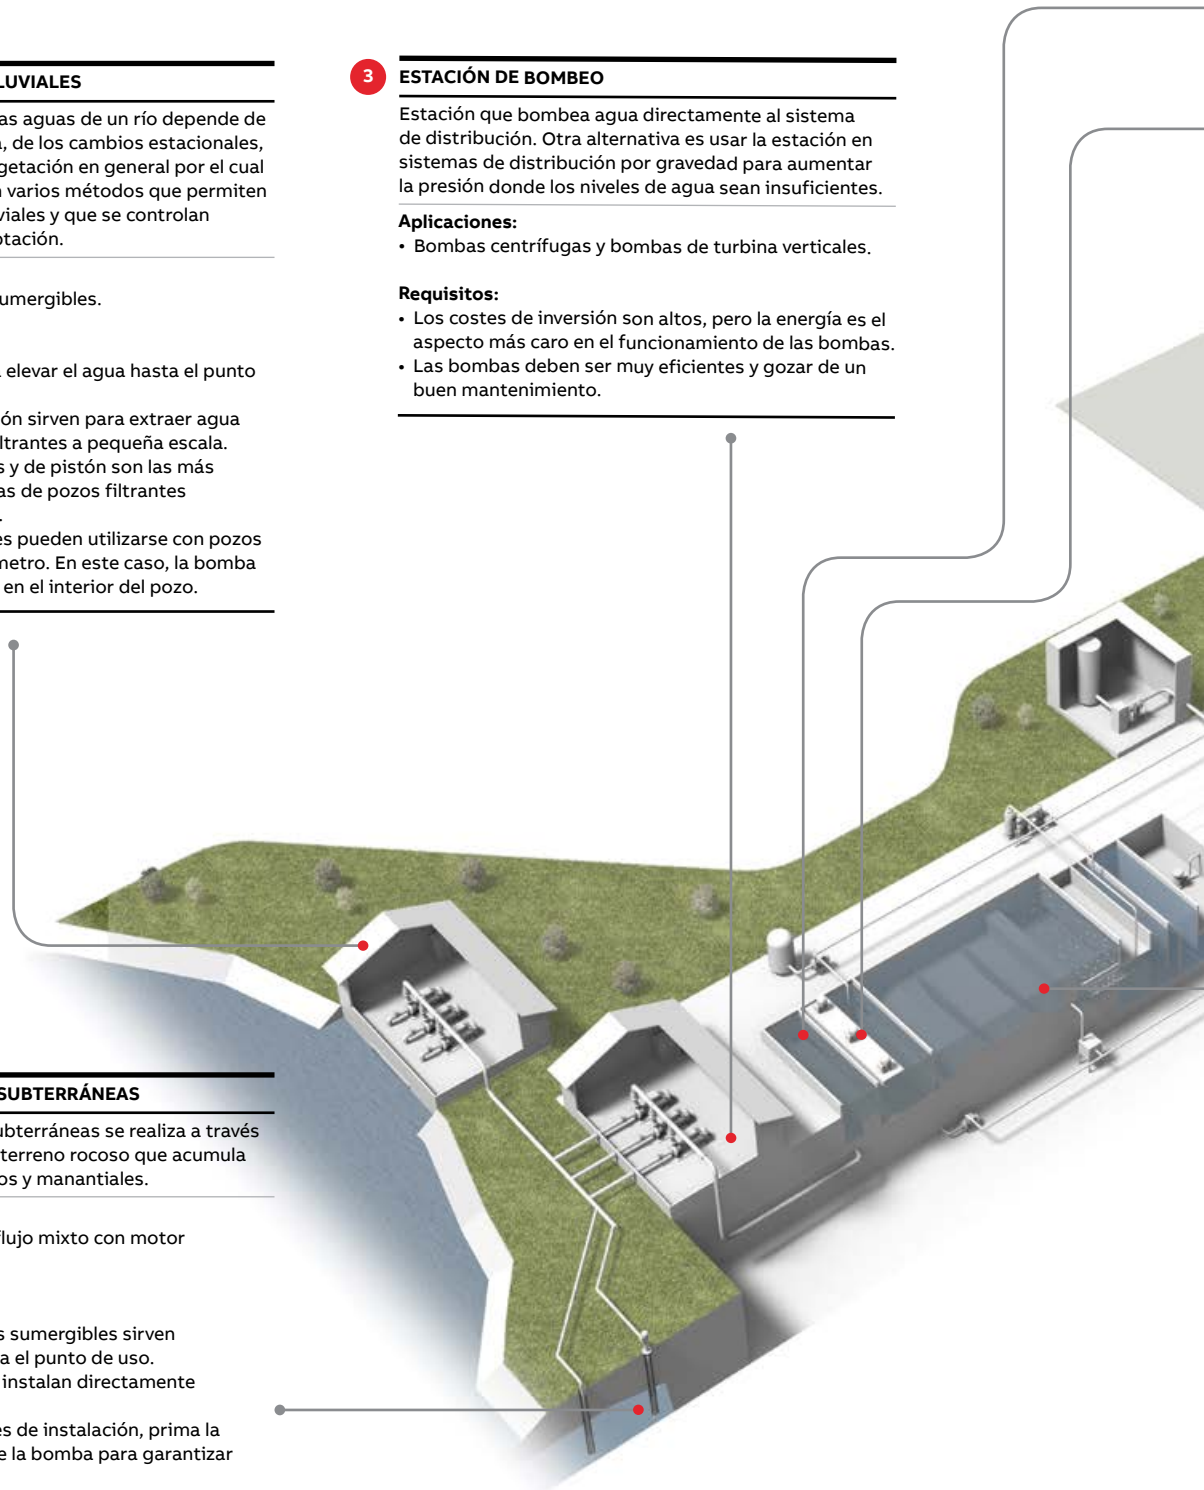 LUVIALES
as aguas de un río depende de
, de los cambios estacionales,
getación en general por el cual
n varios métodos que permiten
viales y que se controlan
otación.
umergibles.
elevar el agua hasta el punto
ón sirven para extraer agua
ltrantes a pequeña escala.
s y de pistón son las más
as de pozos filtrantes
.
es pueden utilizarse con pozos
metro. En este caso, la bomba
en el interior del pozo.
3 ESTACIÓN DE BOMBEO
Estación que bombea agua directamente al sistema
de distribución. Otra alternativa es usar la estación en
sistemas de distribución por gravedad para aumentar
la presión donde los niveles de agua sean insuficientes.
Aplicaciones:
• Bombas centrífugas y bombas de turbina verticales.
Requisitos:
• Los costes de inversión son altos, pero la energía es el
aspecto más caro en el funcionamiento de las bombas.
• Las bombas deben ser muy eficientes y gozar de un
buen mantenimiento.
SUBTERRÁNEAS
ubterráneas se realiza a través
terreno rocoso que acumula
os y manantiales.
flujo mixto con motor
s sumergibles sirven
a el punto de uso.
instalan directamente
es de instalación, prima la
e la bomba para garantizar